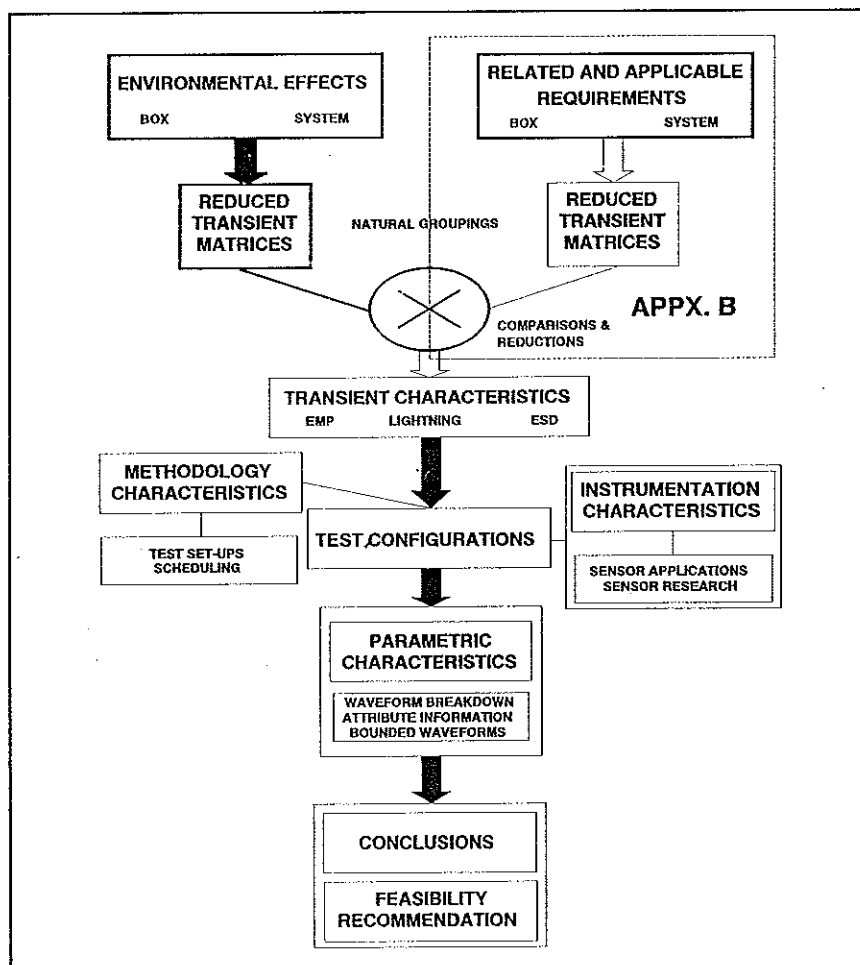 ENVIRONMENTAL EFFECTS
BOX SYSTEM
RELATED AND APPLICABLE
REQUIREMENTS
BOX SYSTEM
REDUCED
TRANSIENT
MATRICES
NATURAL GROUPINGS
REDUCED
TRANSIENT
MATRICES
APPX. B
COMPARISONS &
REDUCTIONS
TRANSIENT CHARACTERISTICS
EMP LIGHTNING ESD
METHODOLOGY
CHARACTERISTICS
TEST SET-UPS
SCHEDULING
TEST CONFIGURATIONS
INSTRUMENTATION
CHARACTERISTICS
SENSOR APPLICATIONS
SENSOR RESEARCH
PARAMETRIC
CHARACTERISTICS
WAVEFORM BREAKDOWN
ATTRIBUTE INFORMATION
BOUNDED WAVEFORMS
CONCLUSIONS
FEASIBILITY
RECOMMENDATION